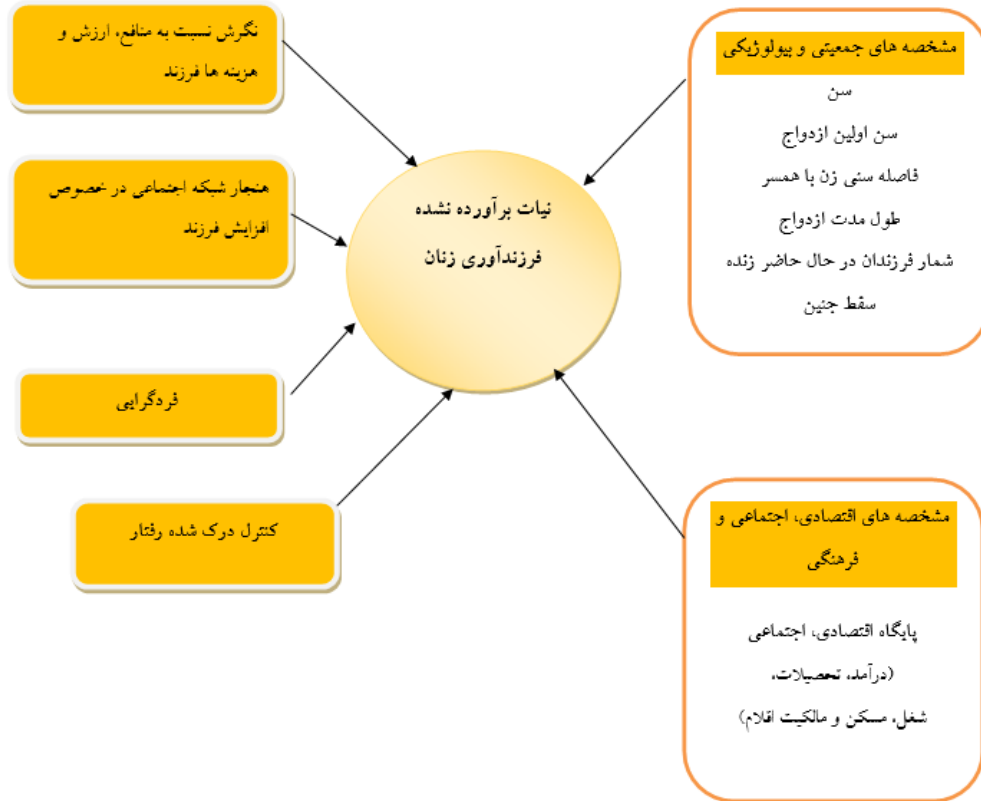 نگرش نسبت به منافع، ارزش و
هزینه ها فرزند
هنجار شبکه اجتماعی در خصوص
افزایش فرزند
فردگرایی
کنترل درک شده رفتار
نیات برآورده نشده
فرزندآوری زنان
مشخصه های جمعیتی و بیولوژیکی
سن
سن اولین ازدواج
فاصله سنی زن با همسر
طول مدت ازدواج
شمار فرزندان در حال حاضر زنده
سقط جنین
مشخصه های اقتصادی، اجتماعی و
فرهنگی
پایگاه اقتصادی، اجتماعی
(درآمد، تحصیلات،
شغل، مسکن و مالکیت اقلام)